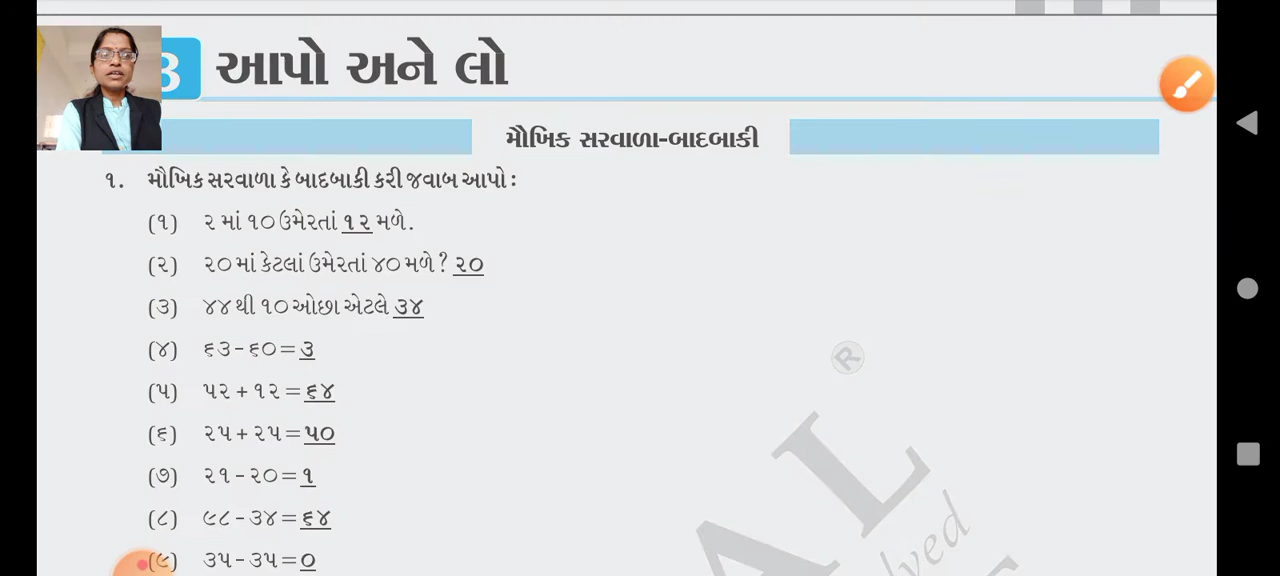 ૩ આપો અને લો
મૌખિક સરવાળા-બાદબાકી
૧. મૌખિક સરવાળા કે બાદબાકી કરી જવાબ આપો :
(૧) ૨ માં ૧૦ ઉમેરતાં ૧૨ મળે.
(૨) ૨૦ માં કેટલાં ઉમેરતાં ૪૦ મળે ? ૨૦
(૩) ૪૪ થી ૧૦ ઓછા એટલે ૩૪
(૪) ૬૩ - ૬૦ = ૩
(૫) ૫૨ + ૧૨ = ૬૪
(૬) ૨૫ + ૨૫ = ૫૦
(૭) ૨૧ - ૨૦ = ૧
(૮) ૯૮ - ૩૪ = ૬૪
(૯) ૩૫ - ૩૫ = ૦
®